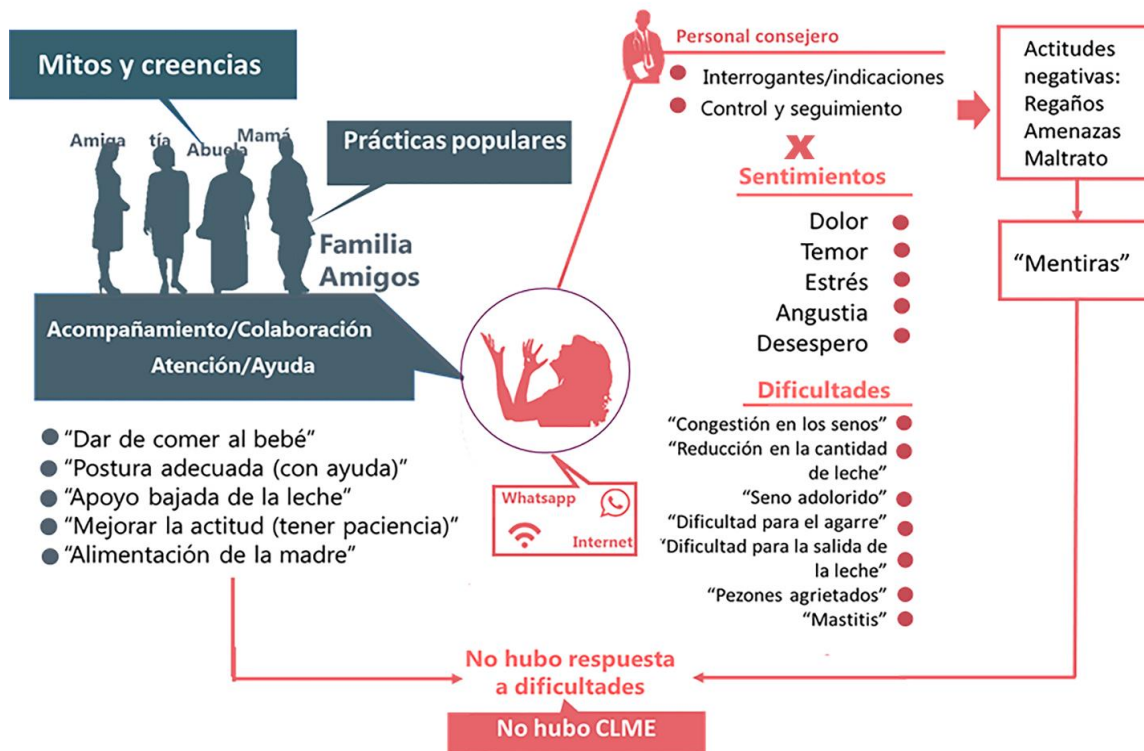 Mitos y creencias
Amiga
tía
Abuela
Mamá
Prácticas populares
Familia
Amigos
Acompañamiento/Colaboración
Atención/Ayuda
“Dar de comer al bebé”
“Postura adecuada (con ayuda)”
“Apoyo bajada de la leche”
“Mejorar la actitud (tener paciencia)”
“Alimentación de la madre”
Whatsapp
Internet
Personal consejero
Interrogantes/indicaciones
Control y seguimiento
X
Sentimientos
Dolor
Temor
Estrés
Angustia
Desespero
Dificultades
“Congestión en los senos”
“Reducción en la cantidad
de leche”
“Seno adolorido”
“Dificultad para el agarre”
“Dificultad para la salida de
la leche”
“Pezones agrietados”
“Mastitis”
Actitudes
negativas:
Regaños
Amenazas
Maltrato
“Mentiras”
No hubo respuesta
a dificultades
No hubo CLME